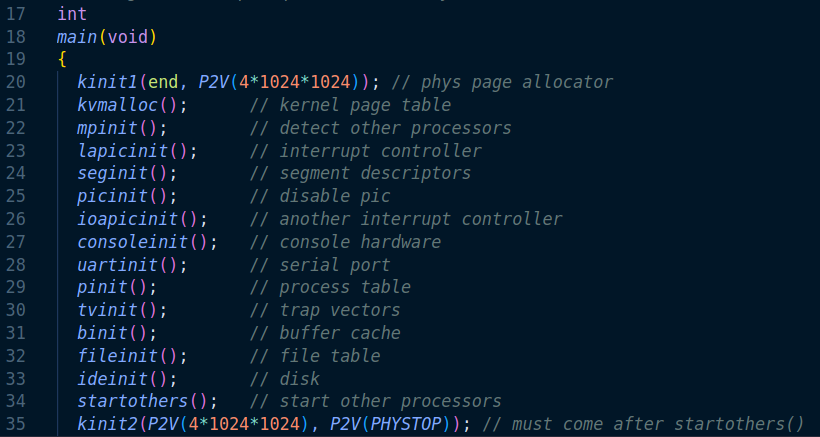 17 int
18 main(void)
19 {
20 kinit1(end, P2V(4*1024*1024)); // phys page allocator
21 kvmalloc(); // kernel page table
22 mpinit(); // detect other processors
23 lapicinit(); // interrupt controller
24 seginit(); // segment descriptors
25 picinit(); // disable pic
26 ioapicinit(); // another interrupt controller
27 consoleinit(); // console hardware
28 uartinit(); // serial port
29 pinit(); // process table
30 tvinit(); // trap vectors
31 binit(); // buffer cache
32 fileinit(); // file table
33 ideinit(); // disk
34 startothers(); // start other processors
35 kinit2(P2V(4*1024*1024), P2V(PHYSTOP)); // must come after startothers()